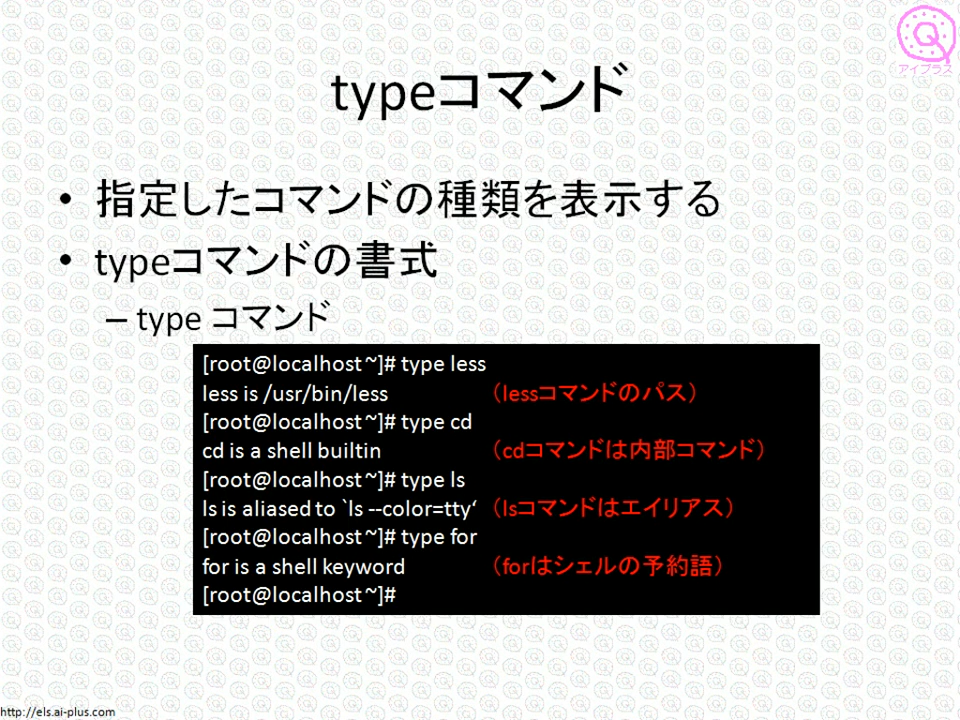 アイプラス
typeコマンド
• 指定したコマンドの種類を表示する
• typeコマンドの書式
– type コマンド
[root@localhost ~]# type less
less is /usr/bin/less （lessコマンドのパス）
[root@localhost ~]# type cd
cd is a shell builtin （cdコマンドは内部コマンド）
[root@localhost ~]# type ls
ls is aliased to `ls --color=tty‘ （lsコマンドはエイリアス）
[root@localhost ~]# type for
for is a shell keyword （forはシェルの予約語）
[root@localhost ~]#
http://els.ai-plus.com